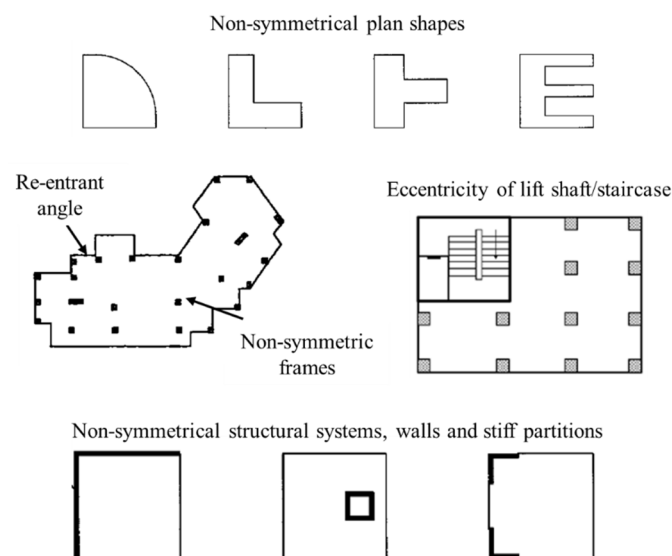 Non-symmetrical plan shapes
Re-entrant
angle
Eccentricity of lift shaft/staircase
Non-symmetric
frames
Non-symmetrical structural systems, walls and stiff partitions